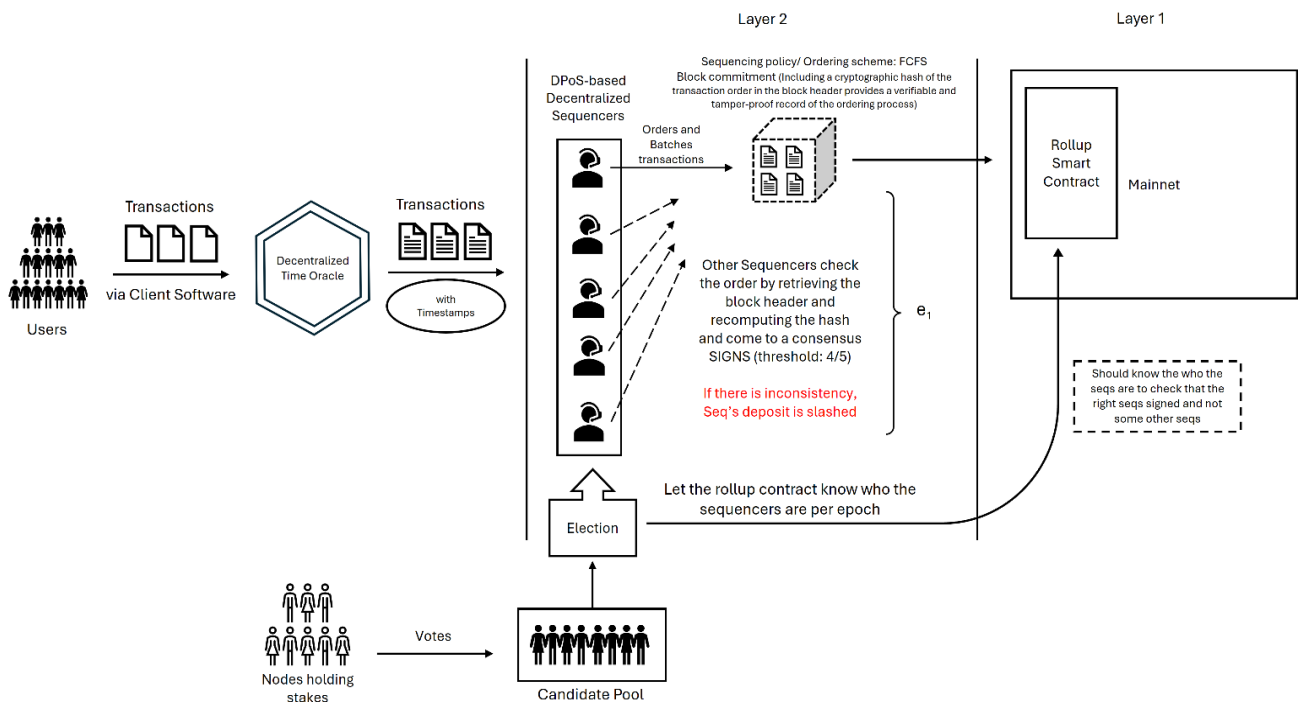 Layer 2
Layer 1
Sequencing policy/ Ordering scheme: FCFS
Block commitment (Including a cryptographic hash of the
transaction order in the block header provides a verifiable and
tamper-proof record of the ordering process)
DPoS-based
Decentralized
Sequencers
Orders and
Batches
transactions
Rollup
Smart
Contract
Mainnet
Transactions
via Client Software
Users
Decentralized
Time Oracle
Transactions
with
Timestamps
Other Sequencers check
the order by retrieving the
block header and
recomputing the hash
and come to a consensus
SIGNS (threshold: 4/5)
If there is inconsistency,
Seq's deposit is slashed
e1
Should know the who the
seqs are to check that the
right seqs signed and not
some other seqs
Let the rollup contract know who the
sequencers are per epoch
Election
Votes
Nodes holding
stakes
Candidate Pool